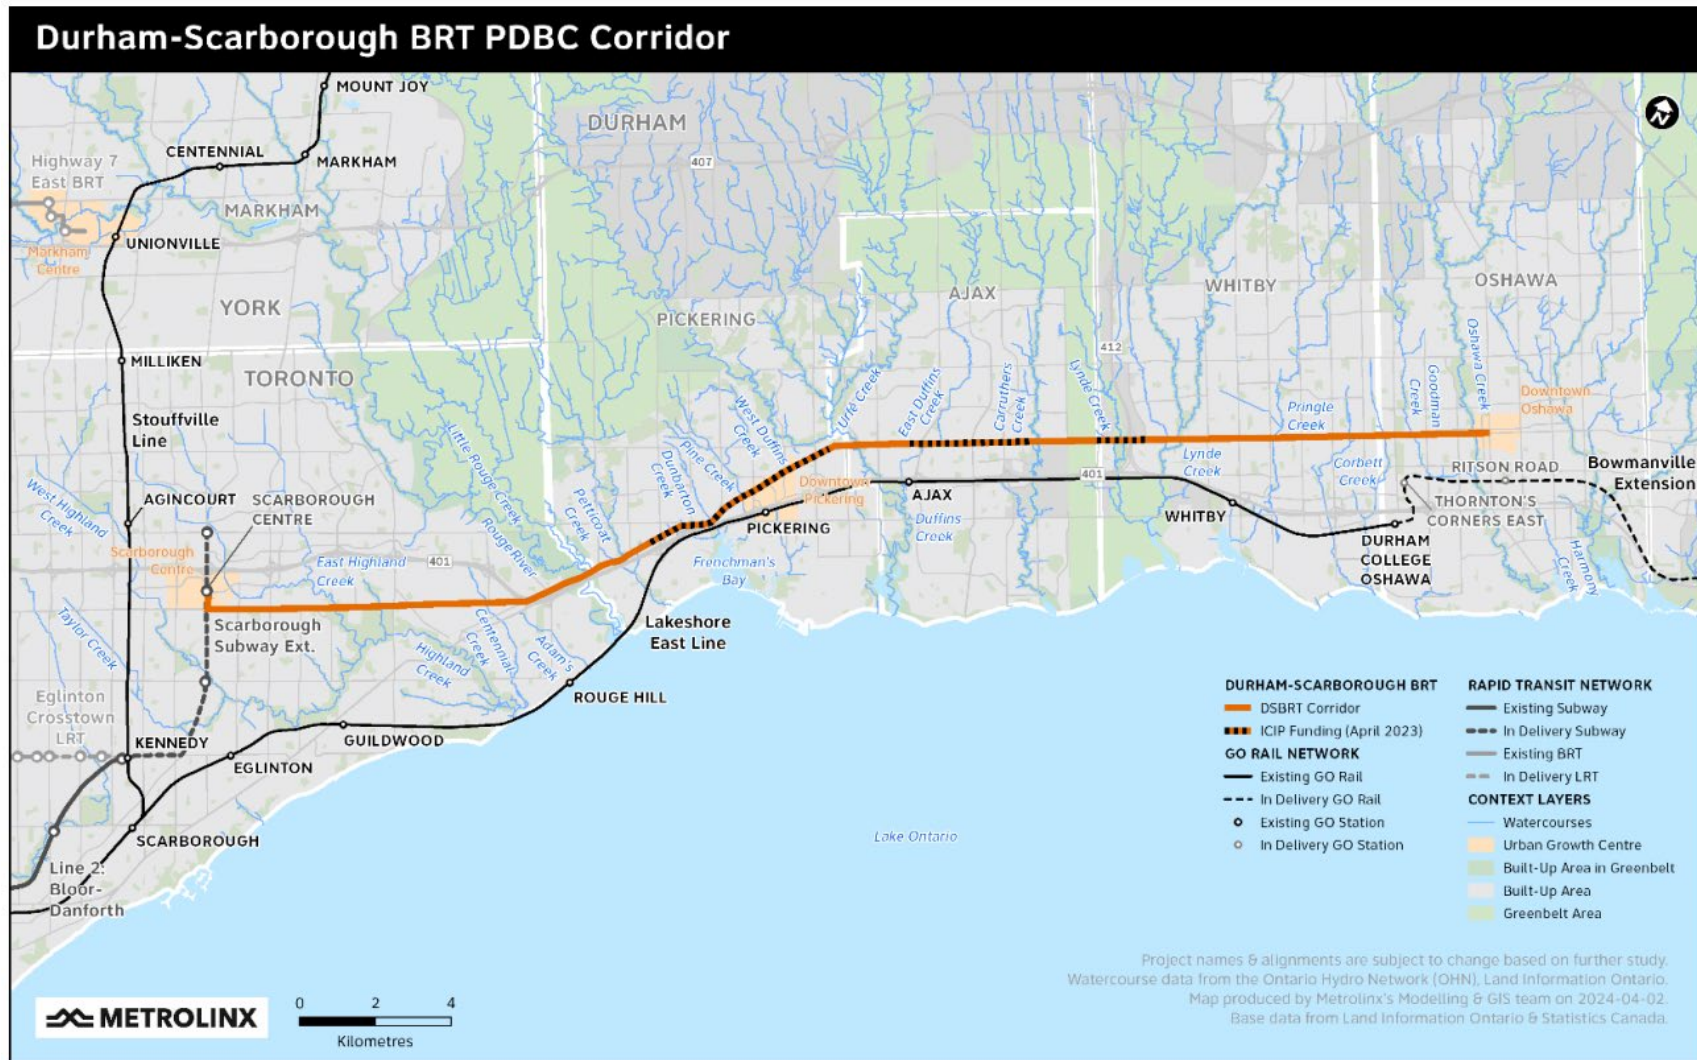 Durham-Scarborough BRT PDBC Corridor
MOUNT JOY
DURHAM
CENTENNIAL
MARKHAM
407
Highway 7
East BRT
MARKHAM
UNIONVILLE
Markham
Centre
YORK
PICKERING
AJAX
WHITBY
OSHAWA
MILLIKEN
TORONTO
412
Stouffville
Line
Little Rouge Creek
Rouge River
Petticoat
Creek
Dunbarton
Creek
Pine Creek
West Duffins
Creek
Urfé Creek
East Duffins
Creek
Carruthers
Creek
Lynde Creek
Pringle
Creek
Goodman
Creek
Oshawa Creek
Downtown
Oshawa
West Highland
Creek
AGINCOURT
SCARBOROUGH
CENTRE
Scarborough
Centre
East Highland
Creek
401
Downtown
Pickering
PICKERING
AJAX
Duffins
Creek
401
Lynde
Creek
Corbett
Creek
RITSON ROAD
Bowmanville
Extension
WHITBY
THORNTON'S
CORNERS EAST
DURHAM
COLLEGE
OSHAWA
Harmony
Creek
Frenchman's
Bay
Taylor Creek
Scarborough
Subway Ext.
Highland
Creek
Centennial
Creek
Adam's
Creek
Lakeshore
East Line
ROUGE HILL
Eglinton
Crosstown
LRT
KENNEDY
GUILDWOOD
EGLINTON
SCARBOROUGH
Line 2:
Bloor-
Danforth
Lake Ontario
DURHAM-SCARBOROUGH BRT
DSBRT Corridor
ICIP Funding (April 2023)
GO RAIL NETWORK
Existing GO Rail
In Delivery GO Rail
Existing GO Station
In Delivery GO Station
RAPID TRANSIT NETWORK
Existing Subway
In Delivery Subway
Existing BRT
In Delivery LRT
CONTEXT LAYERS
Watercourses
Urban Growth Centre
Built-Up Area in Greenbelt
Built-Up Area
Greenbelt Area
Project names & alignments are subject to change based on further study.
Watercourse data from the Ontario Hydro Network (OHN), Land Information Ontario.
Map produced by Metrolinx's Modelling & GIS team on 2024-04-02.
Base data from Land Information Ontario & Statistics Canada.
METROLINX
0 2 4
Kilometres
N